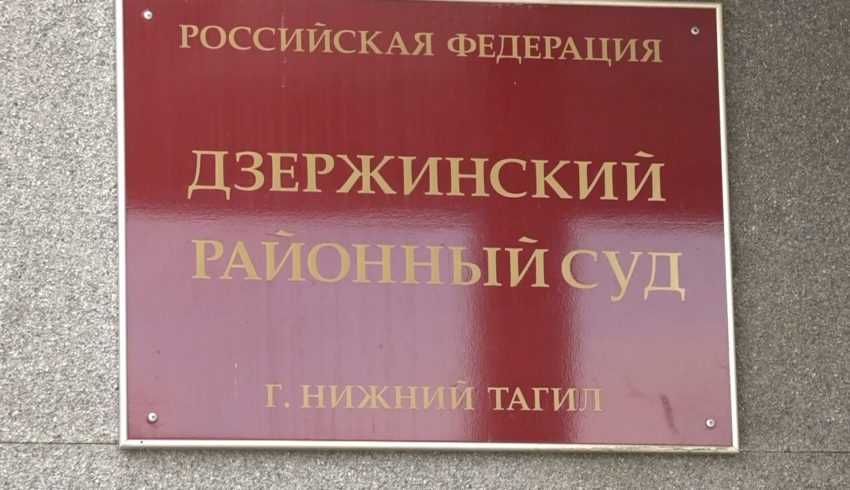 РОССИЙСКАЯ ФЕДЕРАЦИЯ
ДЗЕРЖИНСКИЙ
РАЙОННЫЙ СУД
Г. НИЖНИЙ ТАГИЛ